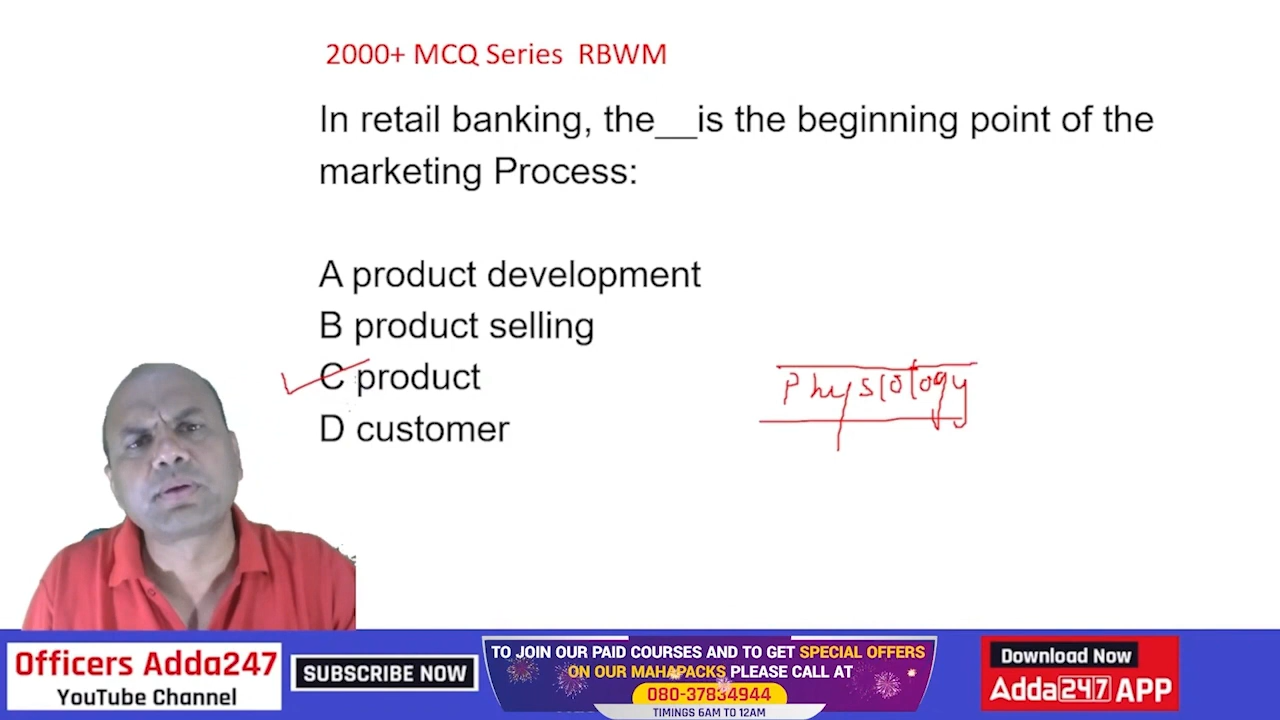 2000+ MCQ Series RBWM
In retail banking, the__is the beginning point of the
marketing Process:
A product development
B product selling
C product
D customer
Physiology
Officers Adda247
YouTube Channel
SUBSCRIBE NOW
TO JOIN OUR PAID COURSES AND TO GET SPECIAL OFFERS
ON OUR MAHAPACKS PLEASE CALL AT
080-37834944
TIMINGS 6AM TO 12AM
Download Now
Adda247 APP